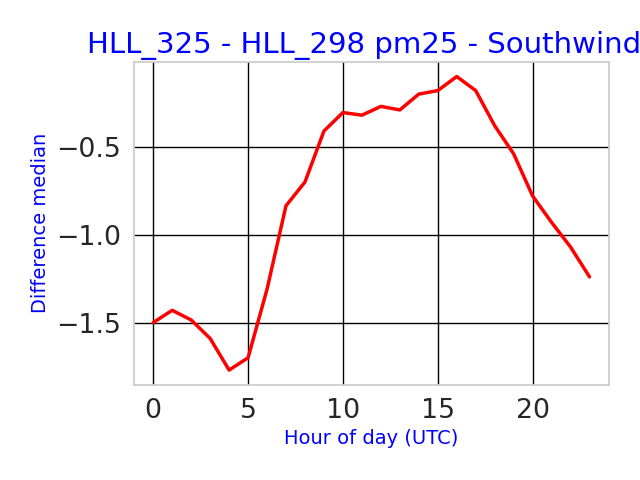 HLL_325 - HLL_298 pm25 - Southwind
Difference median
−0.5
−1.0
−1.5
0 5 10 15 20
Hour of day (UTC)